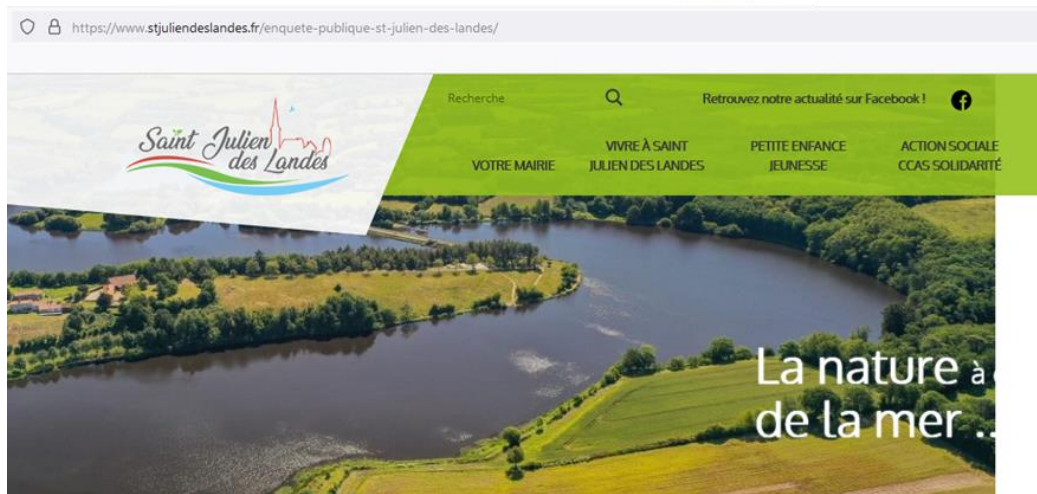 https://www.stjuliendeslandes.fr/enquete-publique-st-julien-des-landes/
Recherche
Retrouvez notre actualité sur Facebook !
Saint Julien
des Landes
VOTRE MAIRIE
VIVRE À SAINT
JULIEN DES LANDES
PETITE ENFANCE
JEUNESSE
ACTION SOCIALE
CCAS SOLIDARITÉ
La nature à
de la mer ..